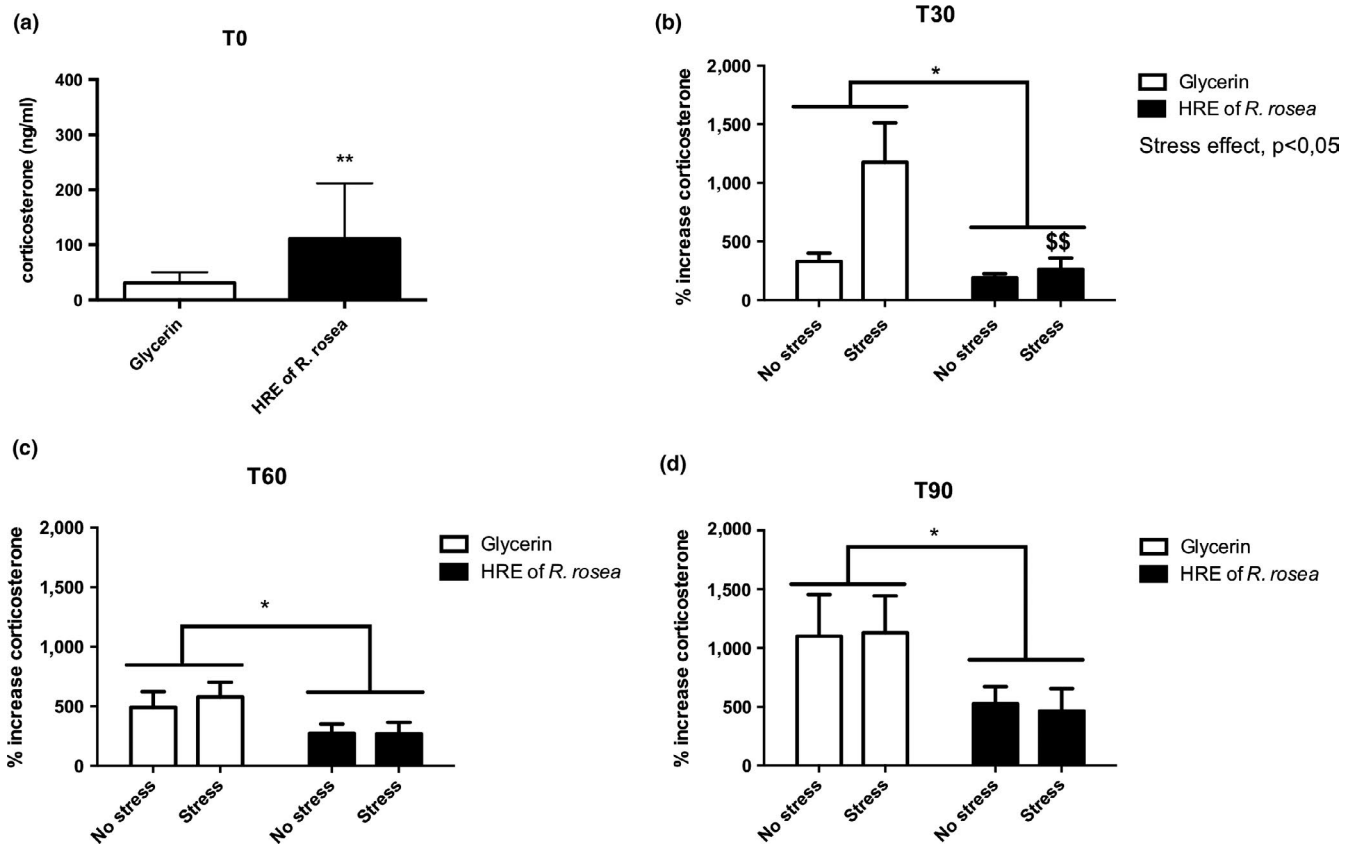 (a)
T0
corticosterone (ng/ml)
400
300
200
100
0
**
Glycerin
HRE of R. rosea
(b)
T30
% increase corticosterone
2,000
1,500
1,000
500
0
*
$$
No stress
Stress
No stress
Stress
Glycerin
HRE of R. rosea
Stress effect, p<0,05
(c)
T60
% increase corticosterone
2,000
1,500
1,000
500
0
*
No stress
Stress
No stress
Stress
Glycerin
HRE of R. rosea
(d)
T90
% increase corticosterone
2,000
1,500
1,000
500
0
*
No stress
Stress
No stress
Stress
Glycerin
HRE of R. rosea